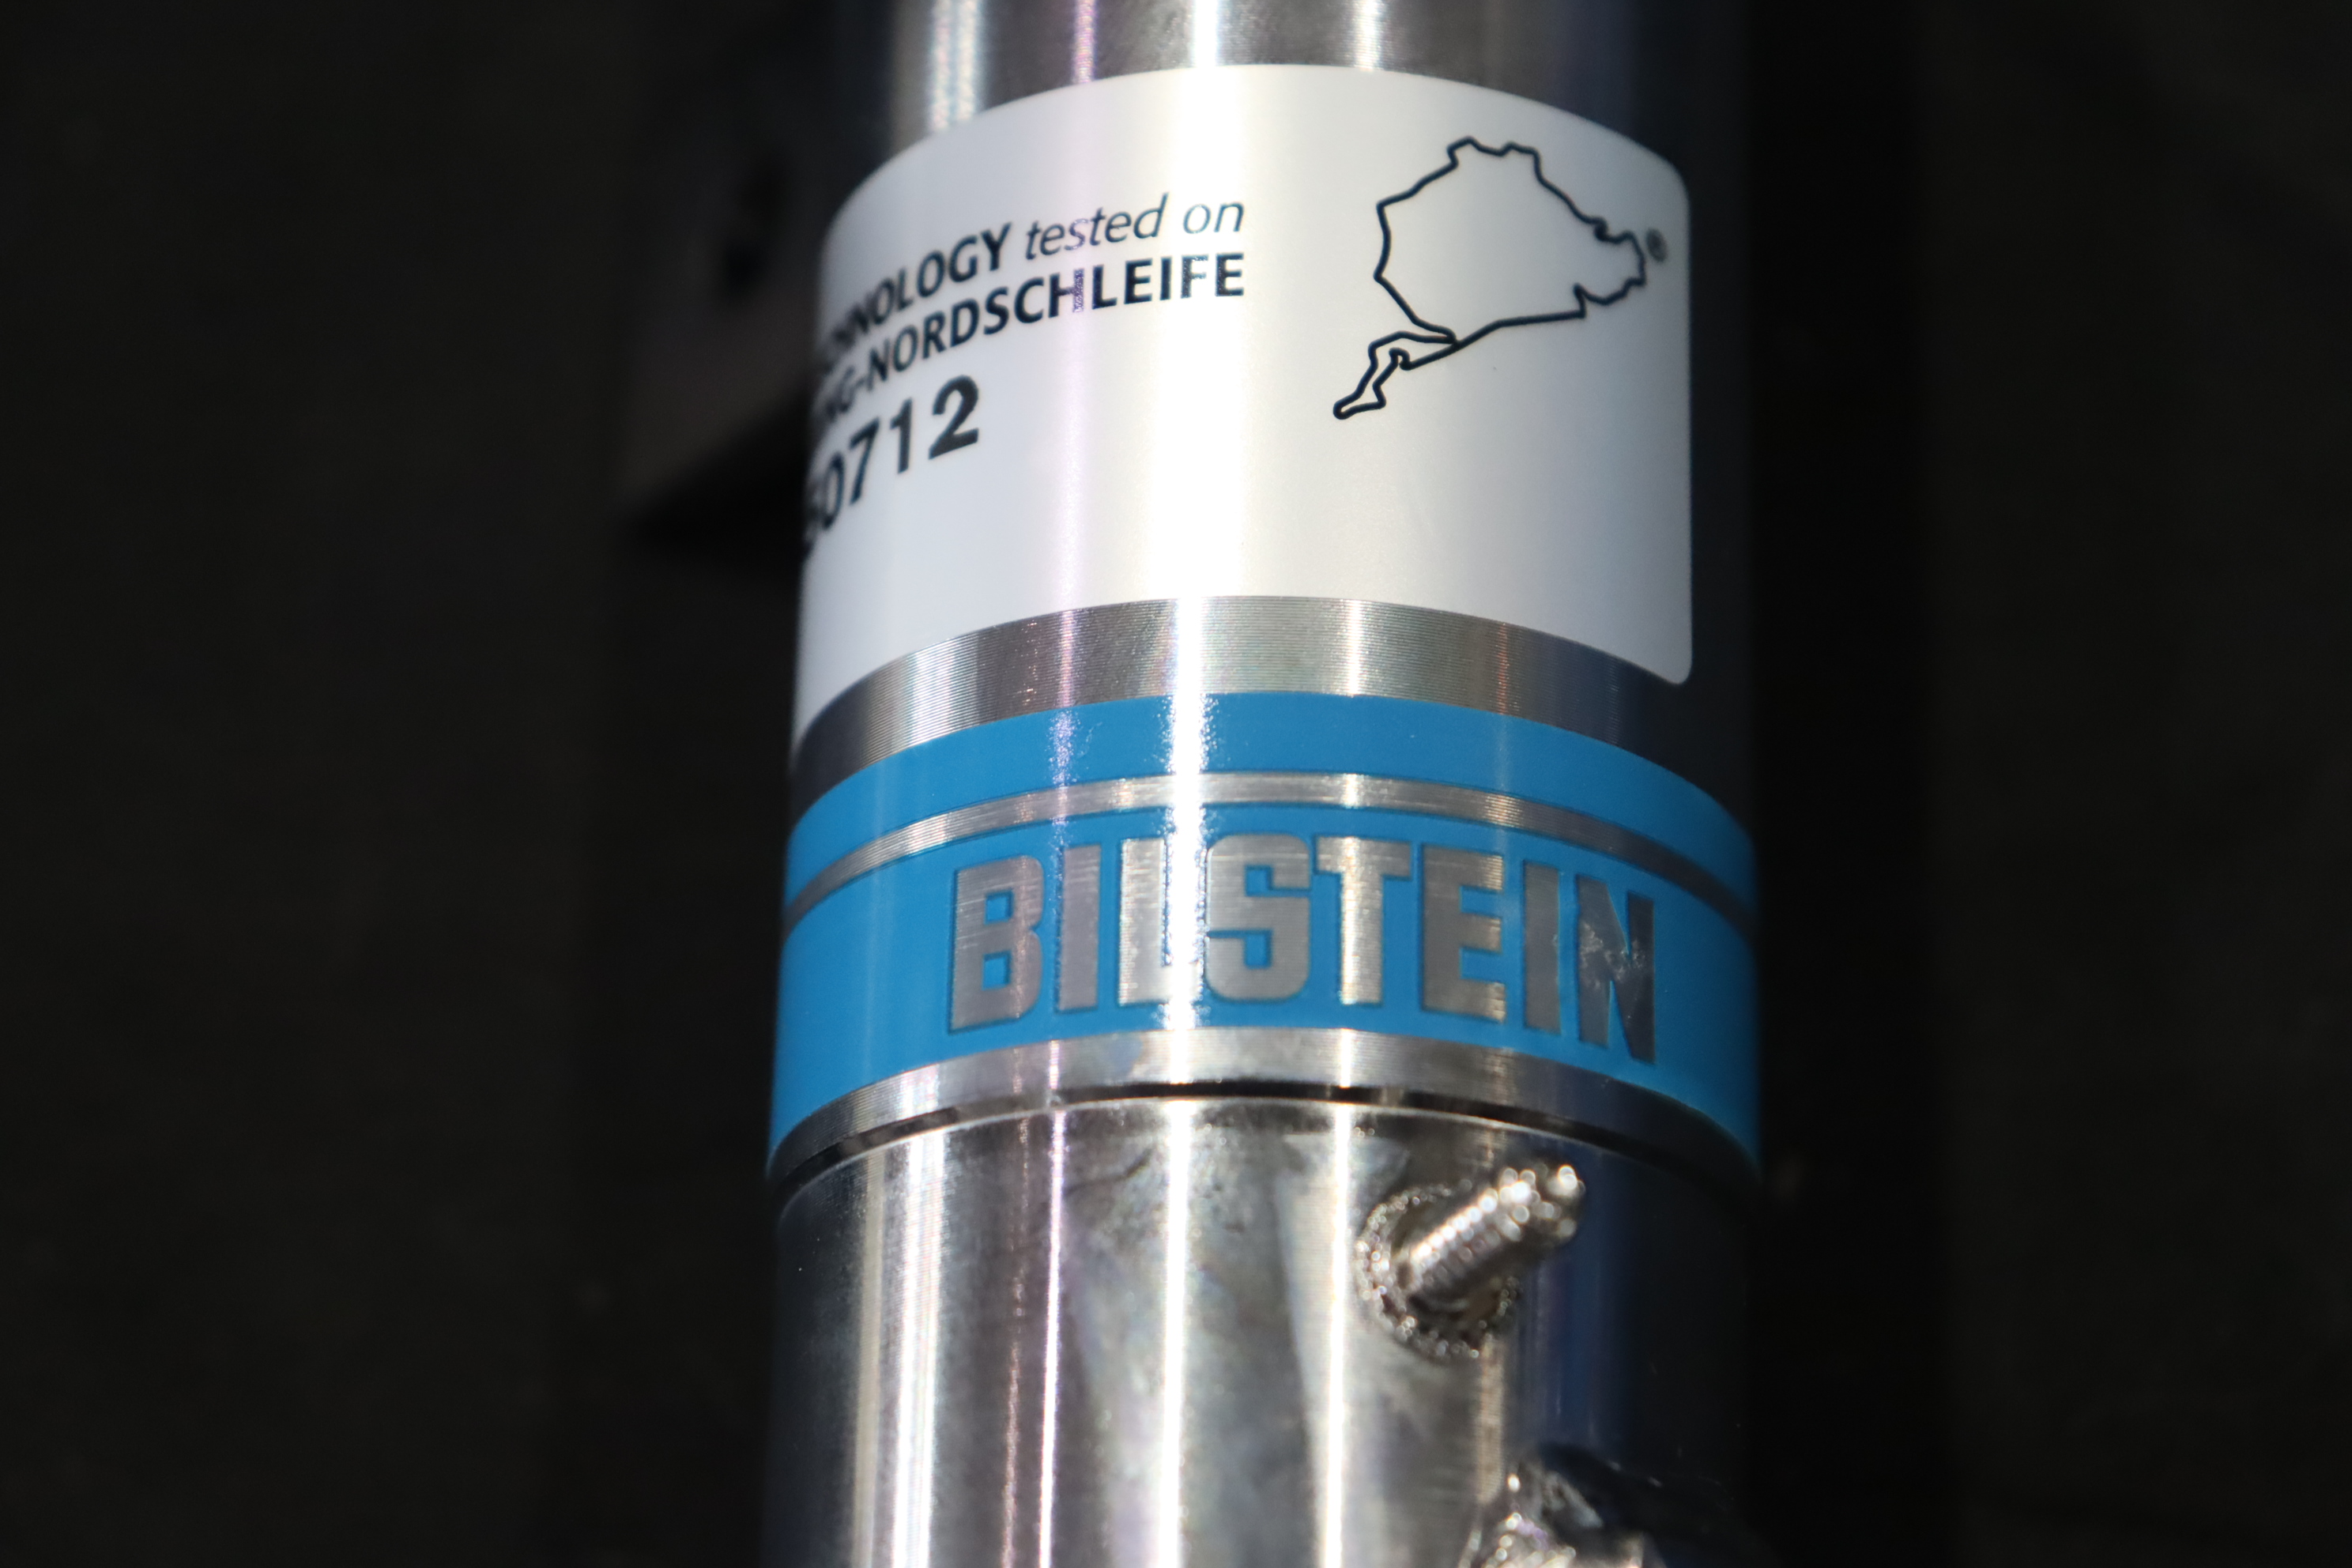 tested on
NORDSCHLEIFE
0712
®
BILSTEIN